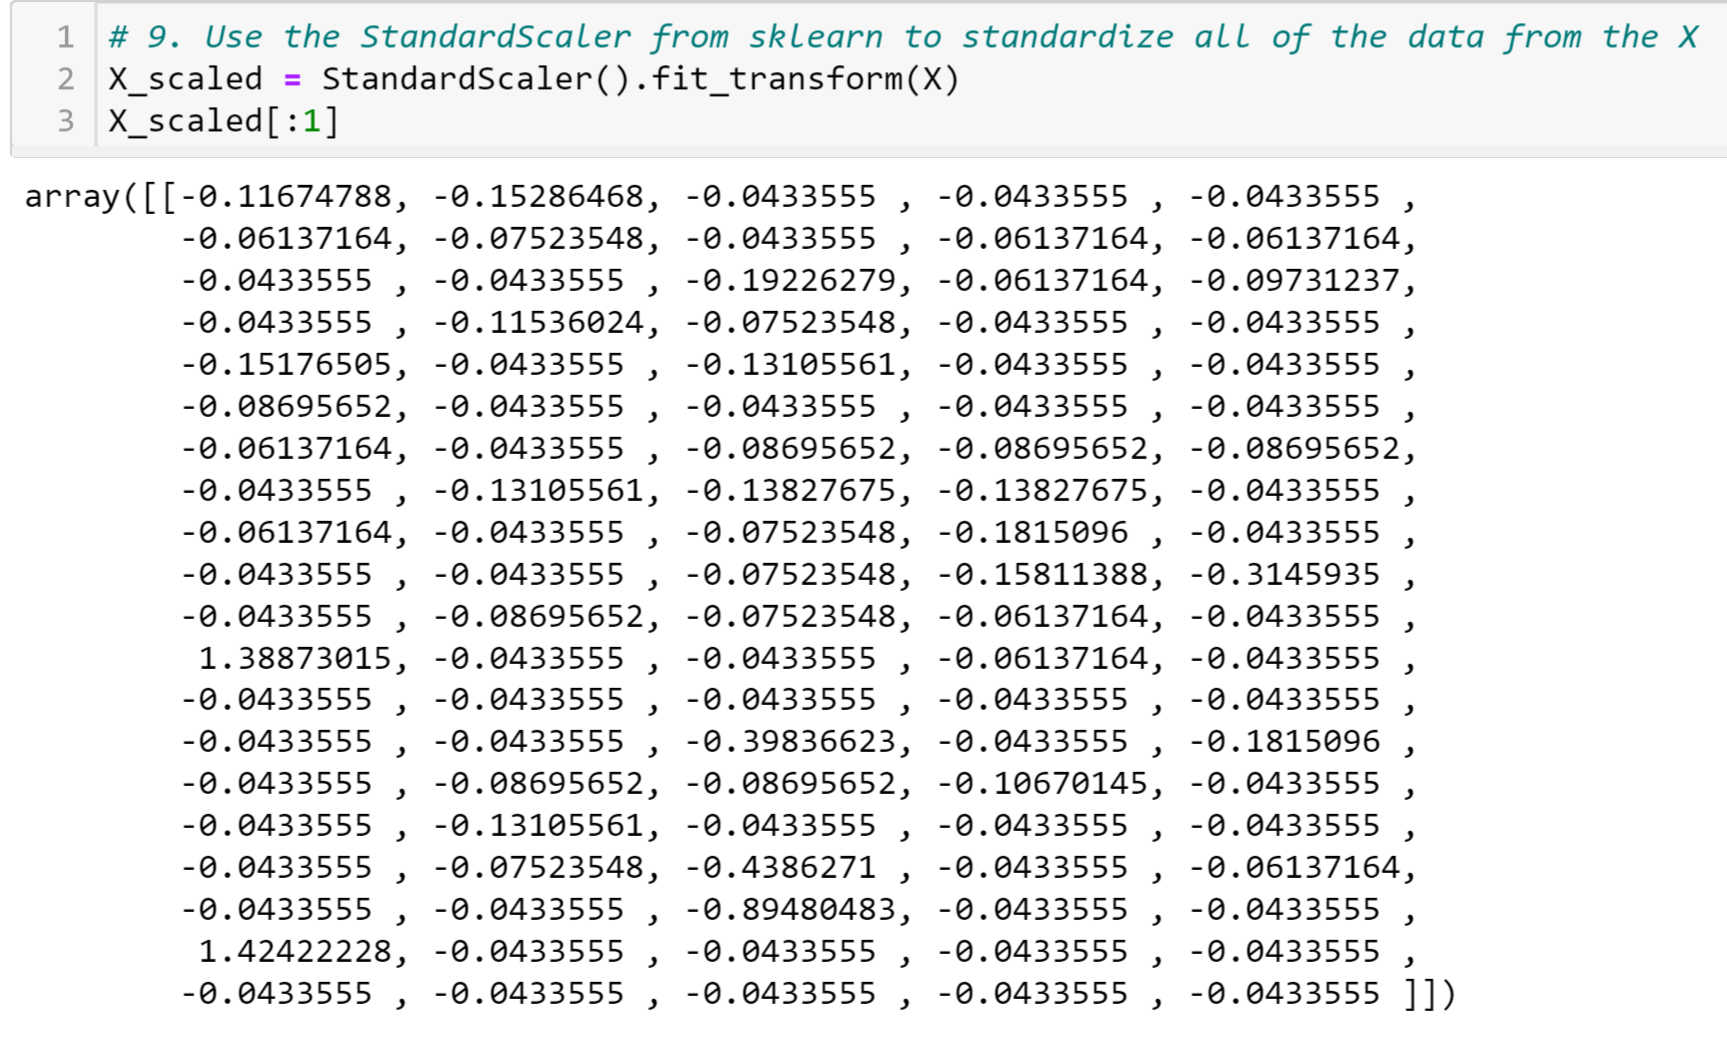 1 # 9. Use the StandardScaler from sklearn to standardize all of the data from the X
2 X_scaled = StandardScaler().fit_transform(X)
3 X_scaled[:1]
array([[-0.11674788, -0.15286468, -0.0433555 , -0.0433555 , -0.0433555 ,
-0.06137164, -0.07523548, -0.0433555 , -0.06137164, -0.06137164,
-0.0433555 , -0.0433555 , -0.19226279, -0.06137164, -0.09731237,
-0.0433555 , -0.11536024, -0.07523548, -0.0433555 , -0.0433555 ,
-0.15176505, -0.0433555 , -0.13105561, -0.0433555 , -0.0433555 ,
-0.08695652, -0.0433555 , -0.0433555 , -0.0433555 , -0.0433555 ,
-0.06137164, -0.0433555 , -0.08695652, -0.08695652, -0.08695652,
-0.0433555 , -0.13105561, -0.13827675, -0.13827675, -0.0433555 ,
-0.06137164, -0.0433555 , -0.07523548, -0.1815096 , -0.0433555 ,
-0.0433555 , -0.0433555 , -0.07523548, -0.15811388, -0.3145935 ,
-0.0433555 , -0.08695652, -0.07523548, -0.06137164, -0.0433555 ,
1.38873015, -0.0433555 , -0.0433555 , -0.06137164, -0.0433555 ,
-0.0433555 , -0.0433555 , -0.0433555 , -0.0433555 , -0.0433555 ,
-0.0433555 , -0.0433555 , -0.39836623, -0.0433555 , -0.1815096 ,
-0.0433555 , -0.08695652, -0.08695652, -0.10670145, -0.0433555 ,
-0.0433555 , -0.13105561, -0.0433555 , -0.0433555 , -0.0433555 ,
-0.0433555 , -0.07523548, -0.4386271 , -0.0433555 , -0.06137164,
-0.0433555 , -0.0433555 , -0.89480483, -0.0433555 , -0.0433555 ,
1.42422228, -0.0433555 , -0.0433555 , -0.0433555 , -0.0433555 ,
-0.0433555 , -0.0433555 , -0.0433555 , -0.0433555 , -0.0433555 ]])